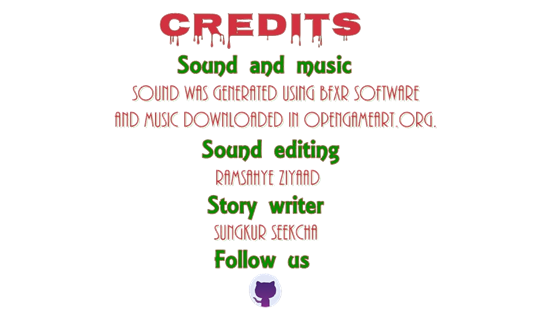 CREDITS
Sound and music
SOUND WAS GENERATED USING BFXR SOFTWARE
AND MUSIC DOWNLOADED IN OPENGAMEART.ORG.
Sound editing
RAMSAHYE ZIYAAD
Story writer
SUNGKUR SEEKCHA
Follow us